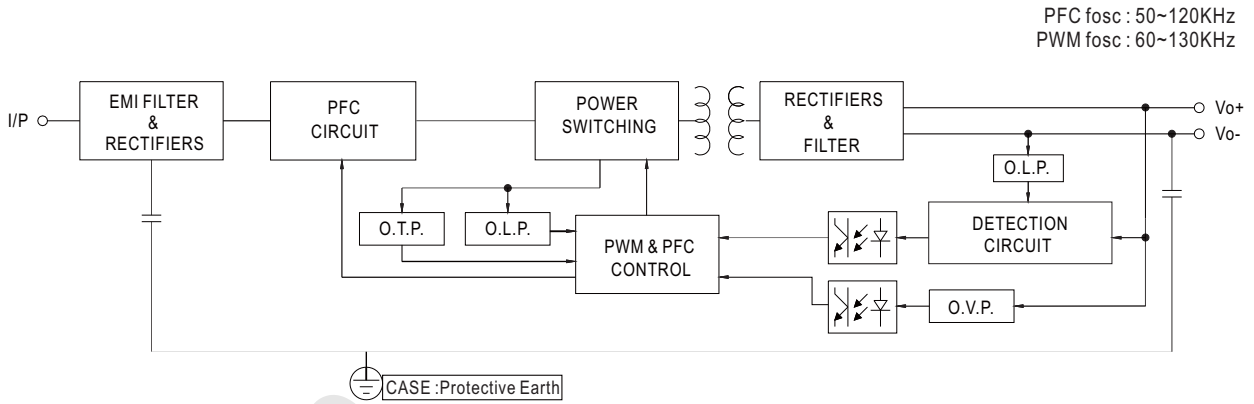 PFC fosc : 50~120KHz
PWM fosc : 60~130KHz
I/P
EMI FILTER
&
RECTIFIERS
PFC
CIRCUIT
POWER
SWITCHING
RECTIFIERS
&
FILTER
Vo+
Vo-
O.L.P.
O.T.P.
O.L.P.
PWM & PFC
CONTROL
DETECTION
CIRCUIT
O.V.P.
CASE :Protective Earth